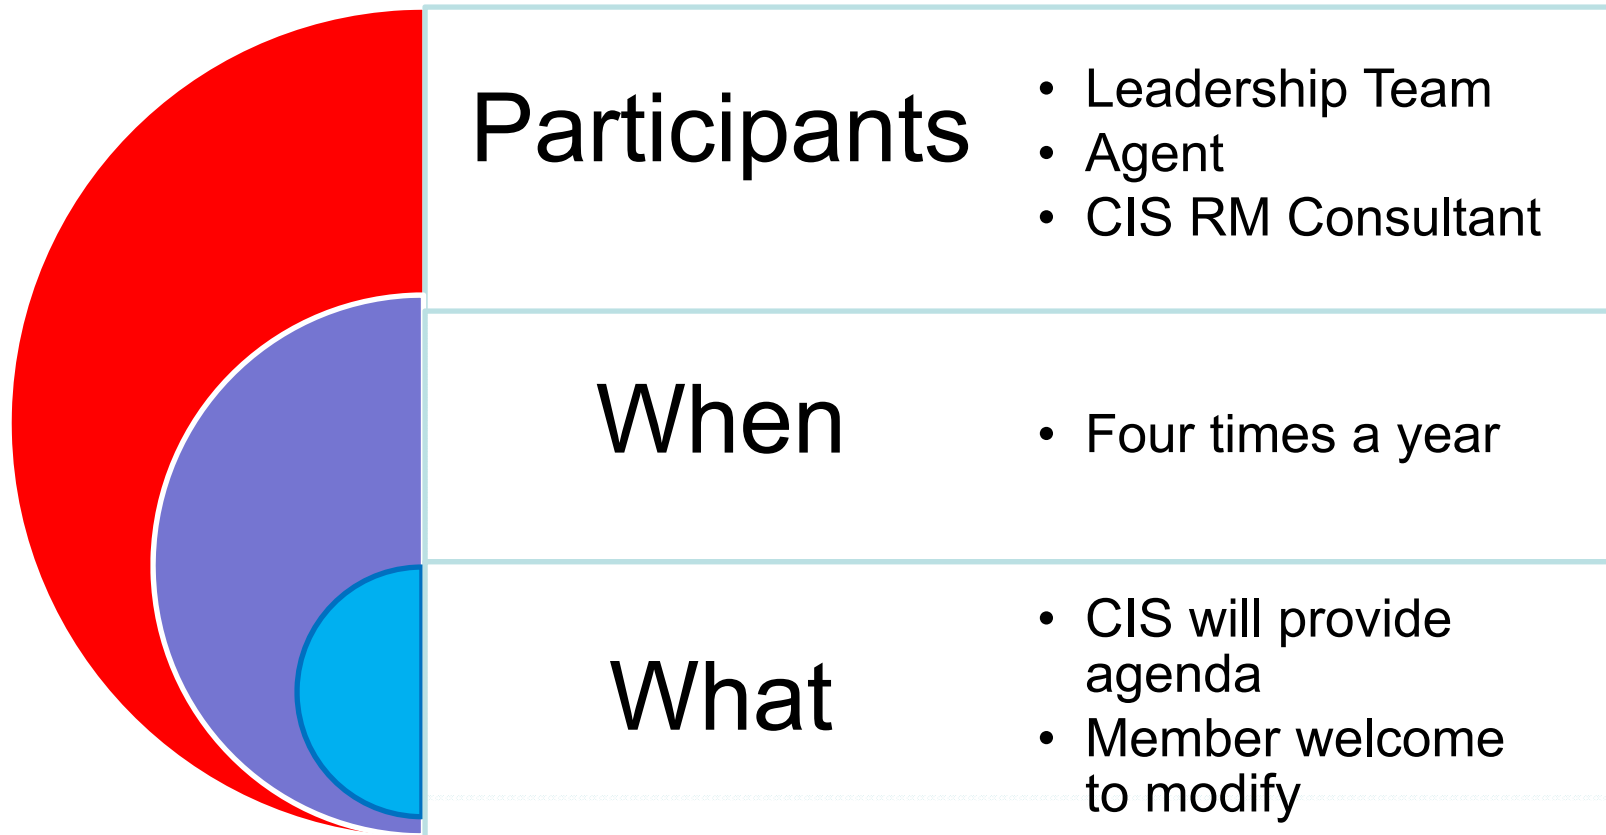 Participants
• Leadership Team
• Agent
• CIS RM Consultant
When
• Four times a year
What
• CIS will provide
agenda
• Member welcome
to modify